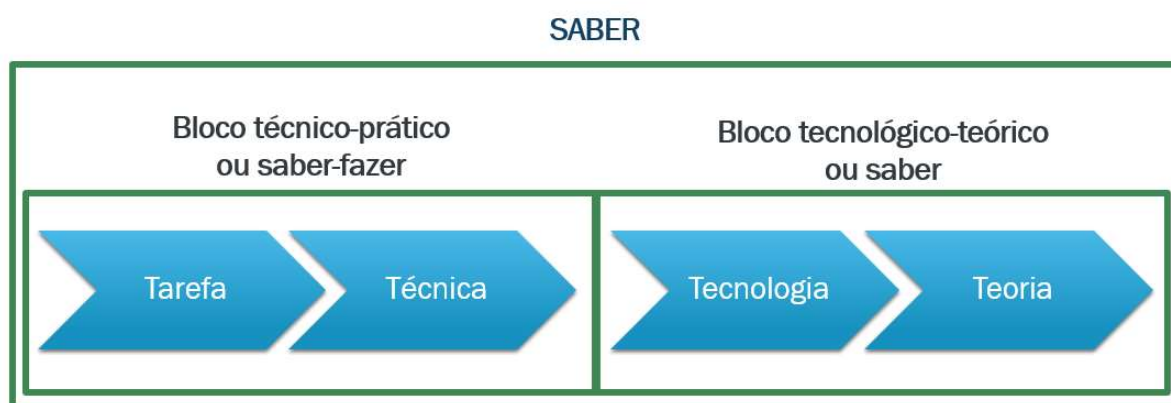 SABER
Bloco técnico-prático
ou saber-fazer
Bloco tecnológico-teórico
ou saber
Tarefa
Técnica
Tecnologia
Teoria